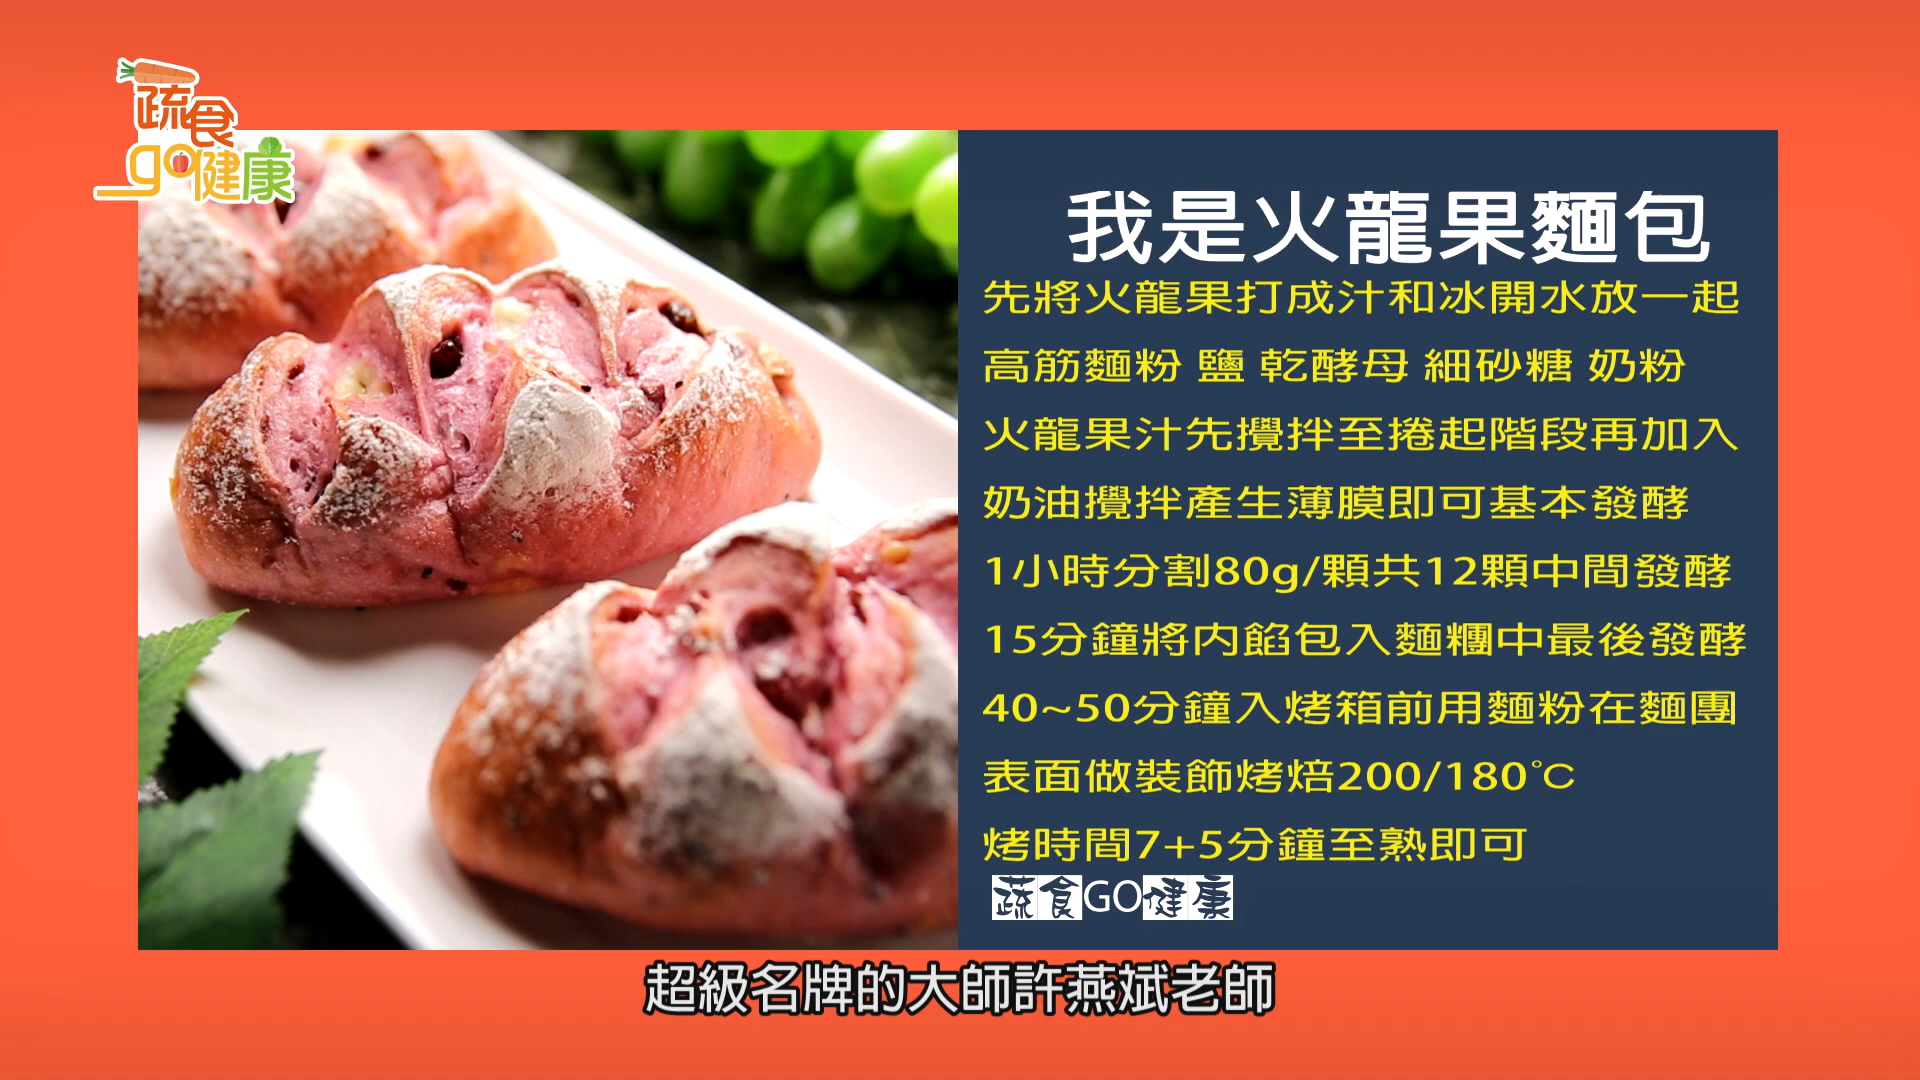 蔬食
go健康
我是火龍果麵包
先將火龍果打成汁和冰開水放一起
高筋麵粉 鹽 乾酵母 細砂糖 奶粉
火龍果汁先攪拌至捲起階段再加入
奶油攪拌產生薄膜即可基本發酵
1小時分割80g/顆共12顆中間發酵
15分鐘將內餡包入麵糰中最後發酵
40~50分鐘入烤箱前用麵粉在麵團
表面做裝飾烤焙200/180℃
烤時間7+5分鐘至熟即可
蔬食GO健康
超級名牌的大師許燕斌老師